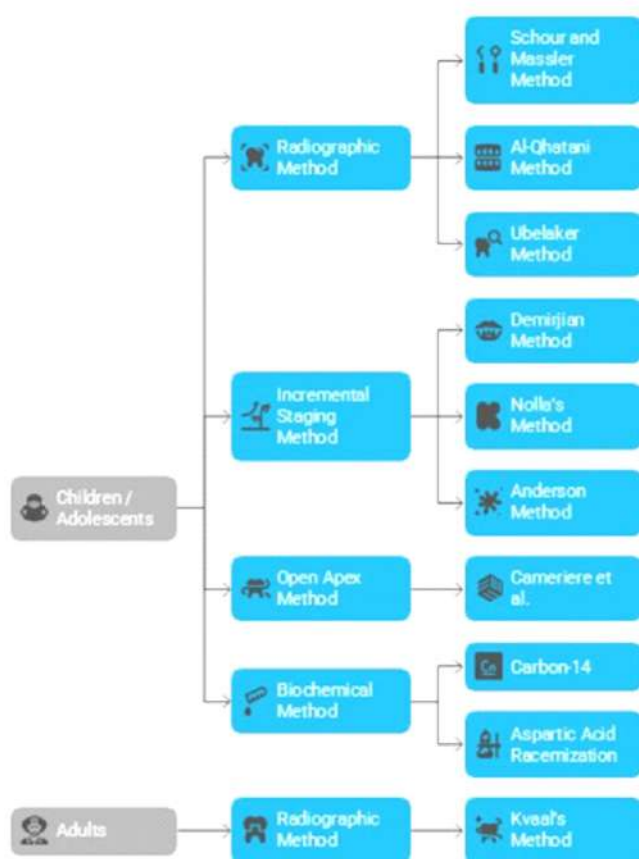 Schour and
Massler
Method
Radiographic
Method
Al-Qhatani
Method
Ubelaker
Method
Demirjian
Method
Incremental
Staging
Method
Nolla's
Method
Children /
Adolescents
Anderson
Method
Open Apex
Method
Cameriere et
al.
Biochemical
Method
Carbon-14
Aspartic Acid
Racemization
Adults
Radiographic
Method
Kvaal's
Method